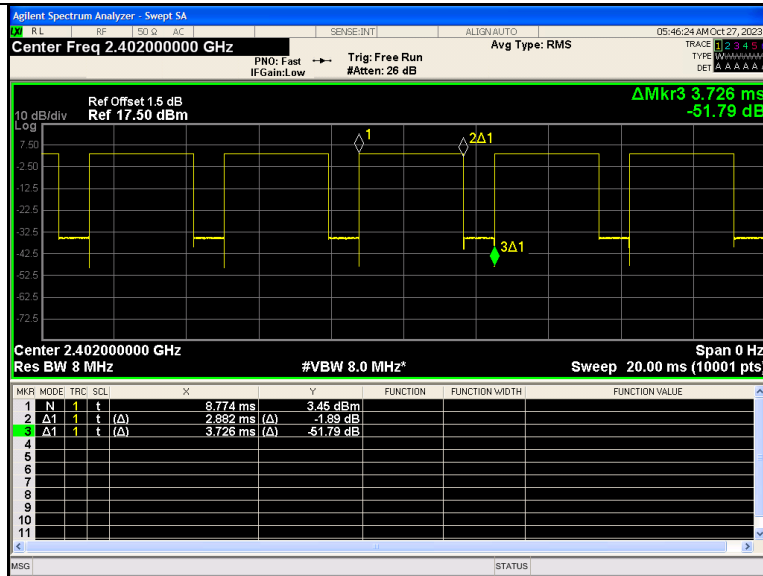 Agilent Spectrum Analyzer - Swept SA
LXI RL RF 50 Ω AC SENSE:INT ALIGN AUTO 05:46:24 AM Oct 27, 2023
Center Freq 2.402000000 GHz Avg Type: RMS TRACE 1 2 3 4 5
PNO: Fast Trig: Free Run TYPE W
IFGain:Low #Atten: 26 dB DET A A A A A
ΔMkr3 3.726 ms
Ref Offset 1.5 dB -51.79 dB
10 dB/div Ref 17.50 dBm
Log
7.50
-2.50
-12.5
-22.5
-32.5
-42.5
-52.5
-62.5
-72.5
1
2Δ1
3Δ1
Center 2.402000000 GHz Span 0 Hz
Res BW 8 MHz #VBW 8.0 MHz* Sweep 20.00 ms (10001 pts)
MKR MODE TRC SCL X Y FUNCTION FUNCTION WIDTH FUNCTION VALUE
1 N 1 t 8.774 ms 3.45 dBm
2 Δ1 1 t (Δ) 2.882 ms (Δ) -1.89 dB
3 Δ1 1 t (Δ) 3.726 ms (Δ) -51.79 dB
4
5
6
7
8
9
10
11
MSG STATUS